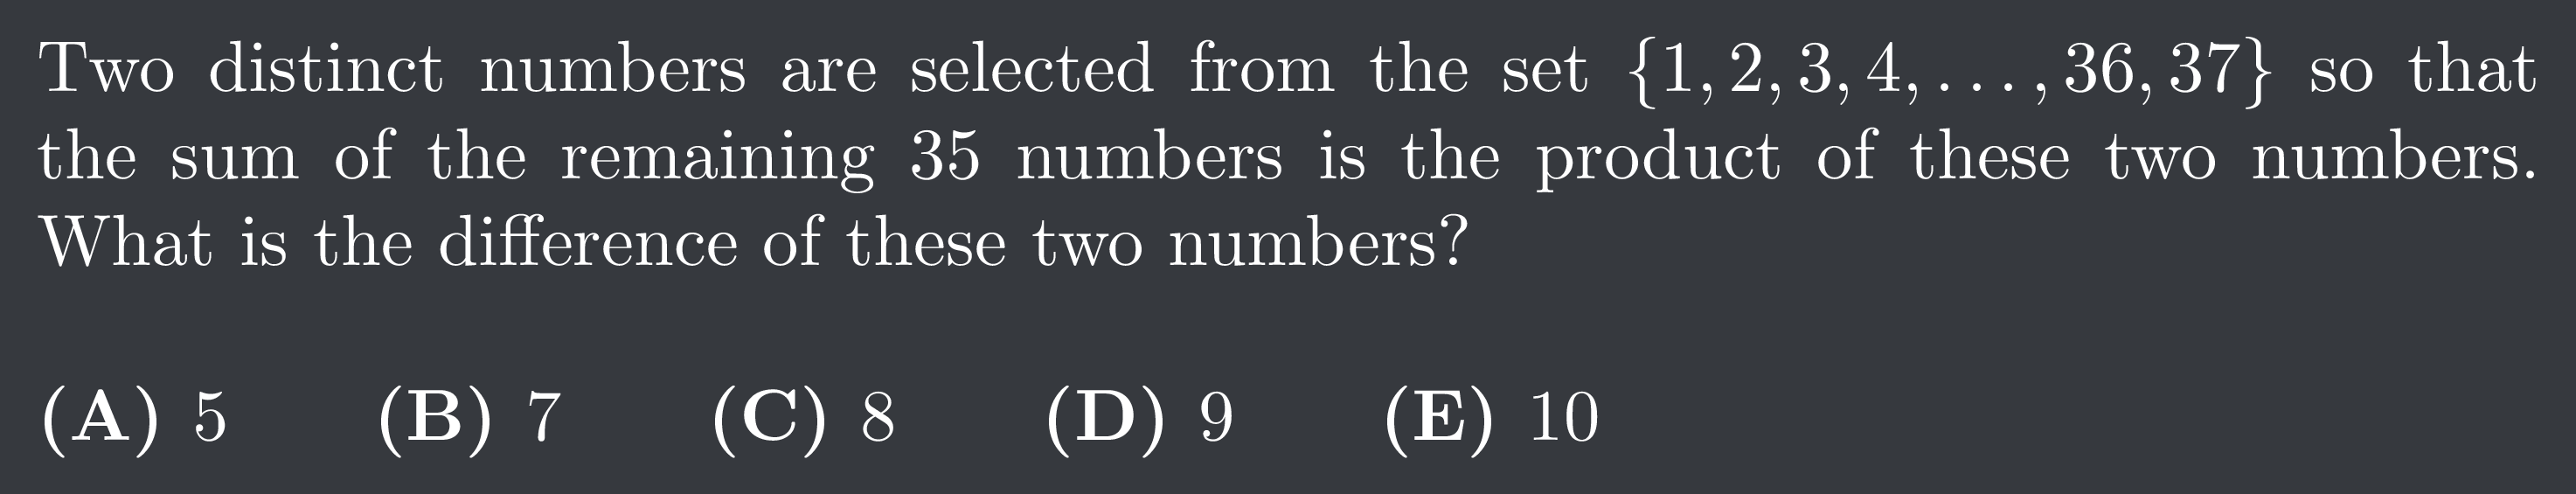 Two distinct numbers are selected from the set {1, 2, 3, 4, . . . , 36, 37} so that
the sum of the remaining 35 numbers is the product of these two numbers.
What is the difference of these two numbers?
(A) 5 (B) 7 (C) 8 (D) 9 (E) 10